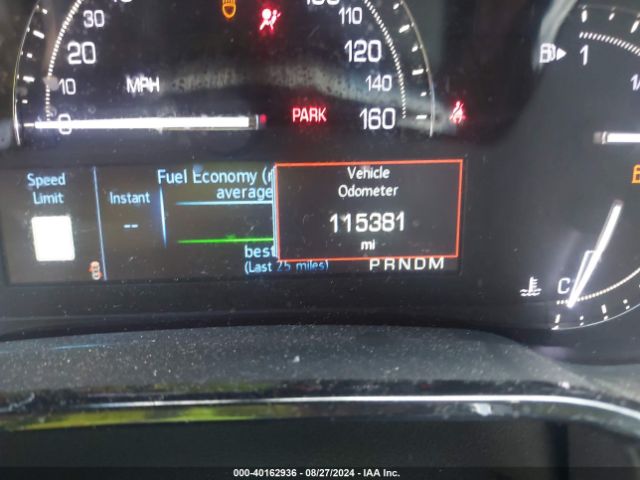 30
110
20
120
10
MPH
140
0
PARK
160
1
Speed
Limit
Instant
--
Fuel Economy
average
best
(Last 25 miles)
Vehicle
Odometer
115381
mi
PRNDM
C
000-40162936 - 08/27/2024 - IAA Inc.